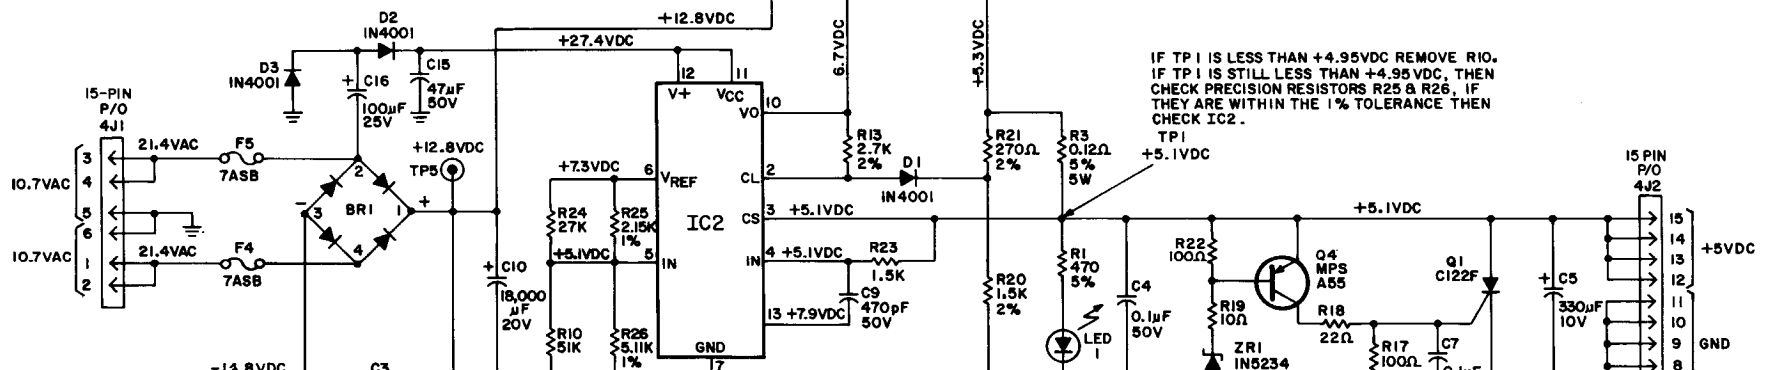 +12.8VDC
D2
IN4001
+27.4VDC
6.7VDC
+5.3VDC
D3
IN4001
+
C16
100µF
25V
C15
47µF
50V
12
11
V+
VCC
IF TP1 IS LESS THAN +4.95VDC REMOVE R10.
IF TP1 IS STILL LESS THAN +4.95VDC, THEN
CHECK PRECISION RESISTORS R25 & R26, IF
THEY ARE WITHIN THE 1% TOLERANCE THEN
CHECK IC2.
TP1
+5.1VDC
15-PIN
P/O
4J1
3
4
5
6
1
2
10.7VAC
10.7VAC
21.4VAC
21.4VAC
F5
7ASB
F4
7ASB
2
-
3
BR1
1
+
4
+12.8VDC
TP5
+
C10
18,000
µF
20V
+7.3VDC
R24
27K
R25
2.15K
1%
+5.1VDC
R10
51K
R26
5.11K
1%
6
VREF
5
IN
IC2
GND
7
10
VO
2
CL
3
CS
4
IN
13
+5.1VDC
+5.1VDC
+7.9VDC
R13
2.7K
2%
D1
IN4001
R23
1.5K
C9
470pF
50V
R21
270Ω
2%
R3
0.12Ω
5%
5W
R20
1.5K
2%
R1
470
5%
LED
1
C4
0.1µF
50V
R22
100Ω
R19
10Ω
ZR1
IN5234
Q4
MPS
A55
R18
22Ω
R17
100Ω
C7
0.1µF
+5.1VDC
Q1
C122F
+
C5
330µF
10V
15 PIN
P/O
4J2
15
14
13
12
11
10
9
8
+5VDC
GND
-14.8VDC
C3